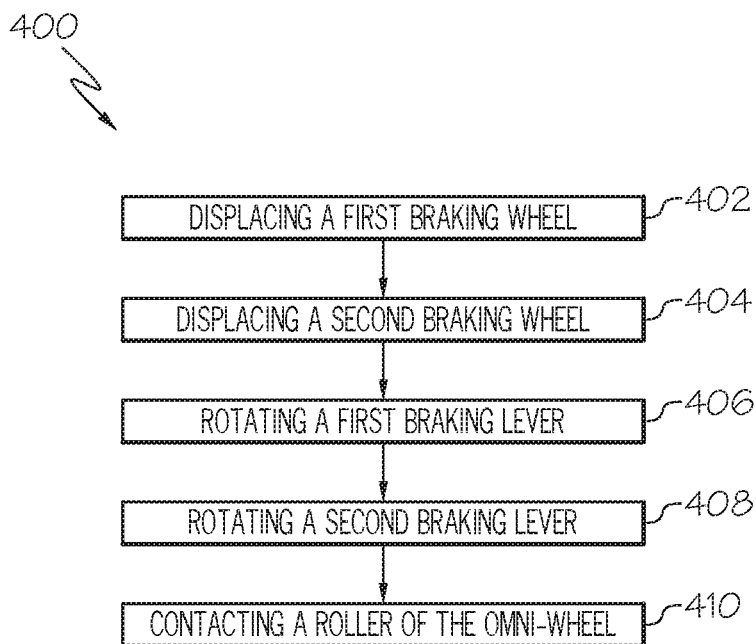 400
DISPLACING A FIRST BRAKING WHEEL
402
DISPLACING A SECOND BRAKING WHEEL
404
ROTATING A FIRST BRAKING LEVER
406
ROTATING A SECOND BRAKING LEVER
408
CONTACTING A ROLLER OF THE OMNI-WHEEL
410